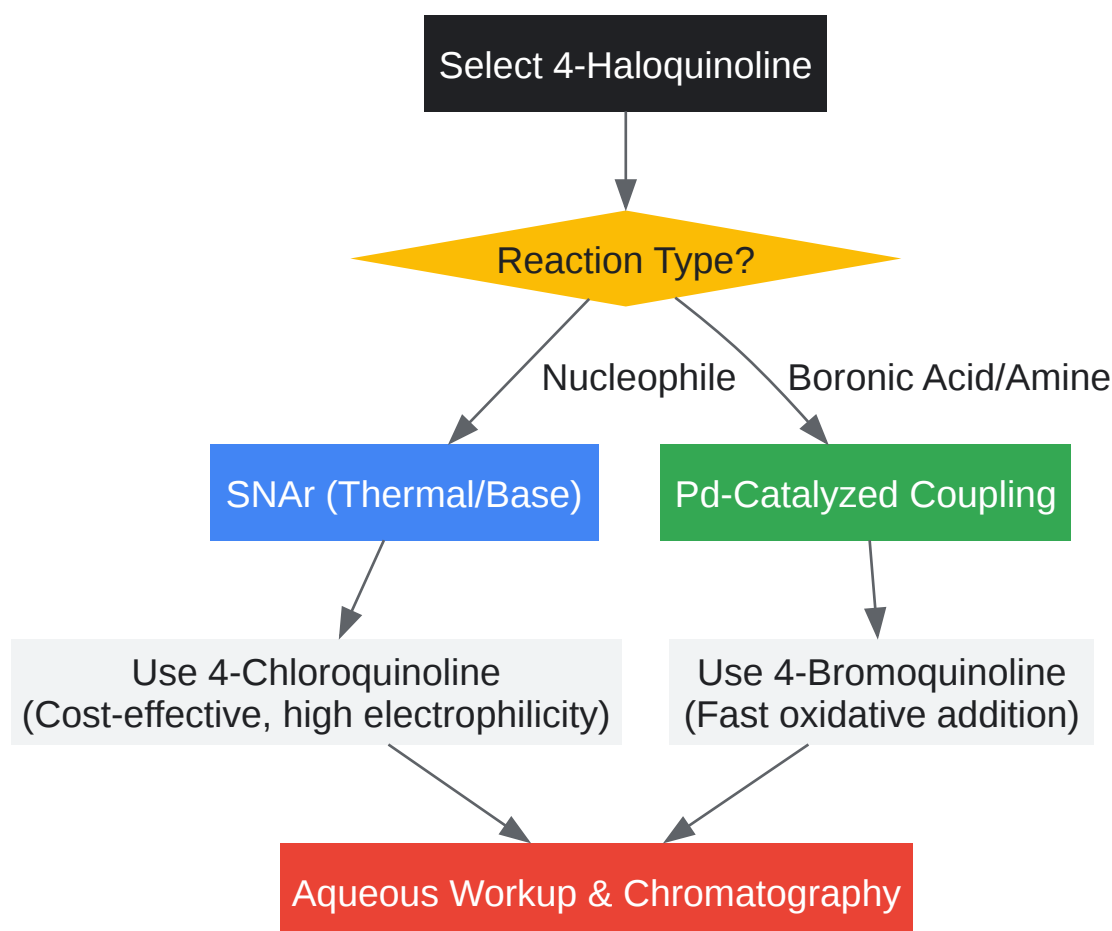 Select 4-Haloquinoline
Reaction Type?
Nucleophile
Boronic Acid/Amine
SNAr (Thermal/Base)
Pd-Catalyzed Coupling
Use 4-Chloroquinoline
(Cost-effective, high electrophilicity)
Use 4-Bromoquinoline
(Fast oxidative addition)
Aqueous Workup & Chromatography